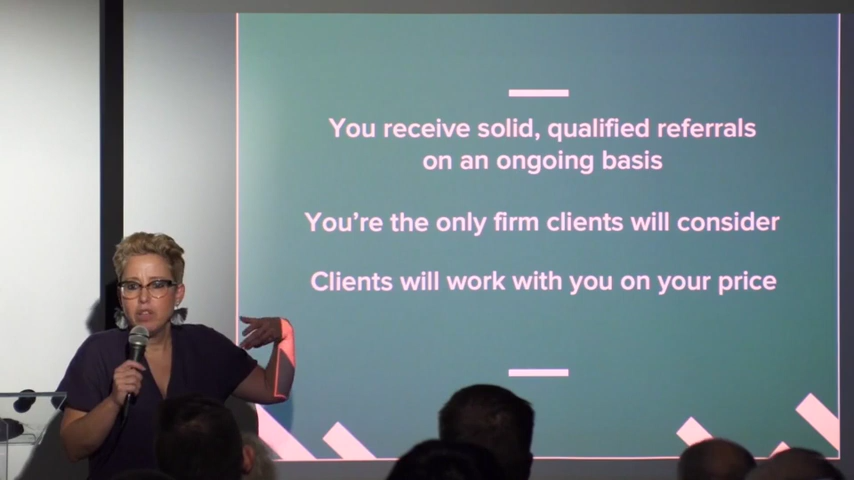 You receive solid, qualified referrals
on an ongoing basis
You're the only firm clients will consider
Clients will work with you on your price